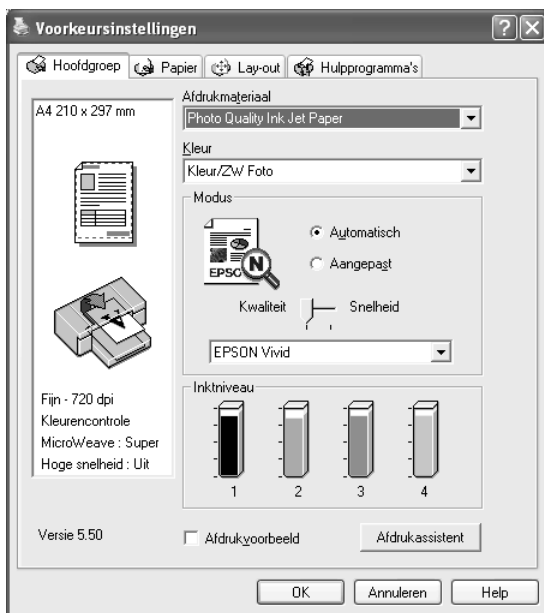 Voorkeursinstellingen
Hoofdgroep
Papier
Lay-out
Hulpprogramma's
A4 210 x 297 mm
Fijn - 720 dpi
Kleurencontrole
MicroWeave : Super
Hoge snelheid : Uit
Versie 5.50
Afdrukmateriaal
Photo Quality Ink Jet Paper
Kleur
Kleur/ZW Foto
Modus
EPSO
N
Automatisch
Aangepast
Kwaliteit
Snelheid
EPSON Vivid
Inktniveau
1 2 3 4
Afdrukvoorbeeld
Afdrukassistent
OK
Annuleren
Help